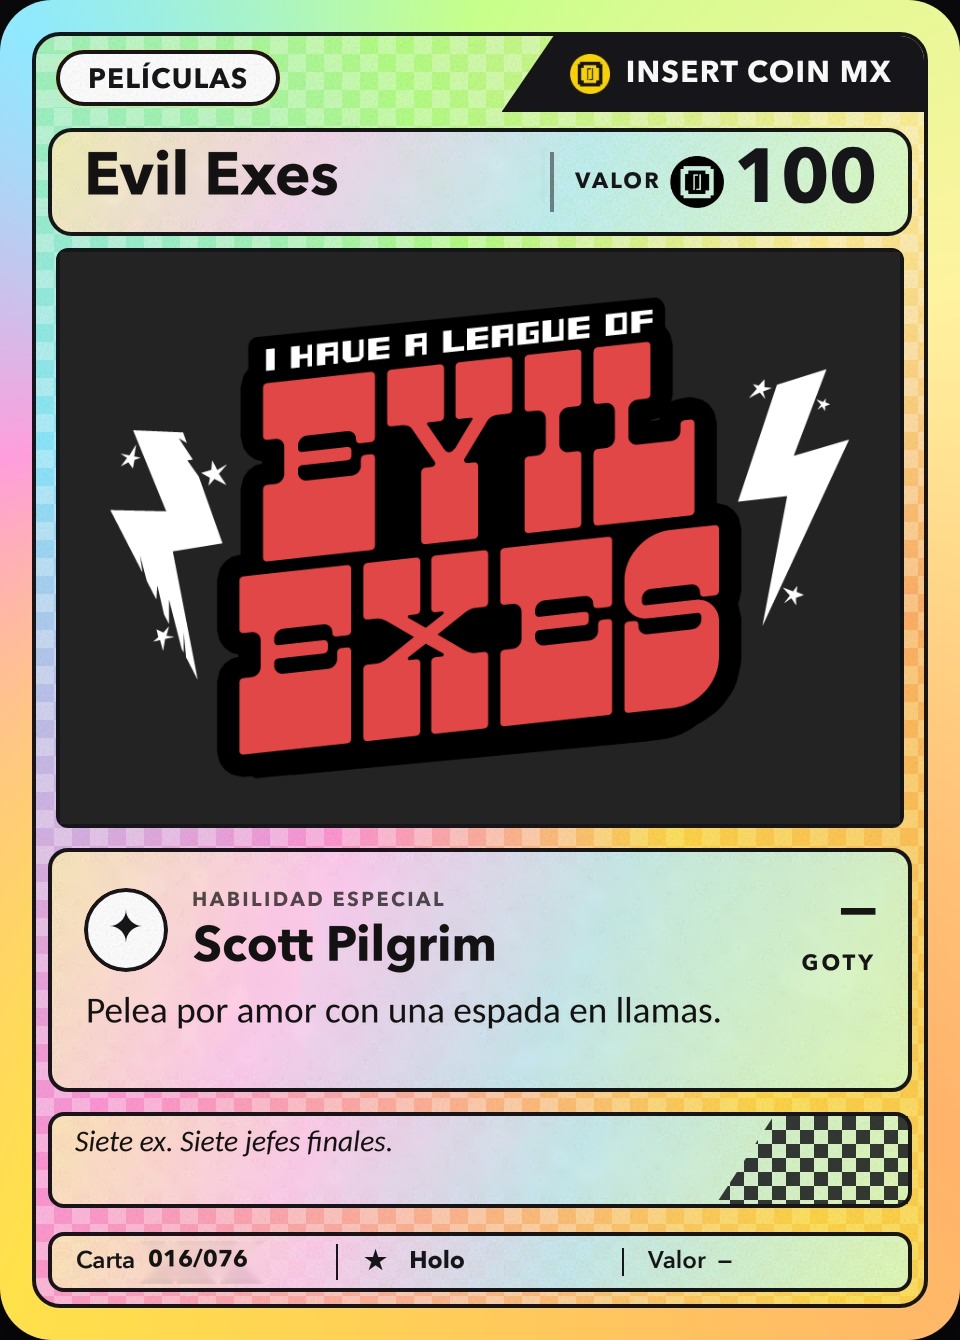 PELÍCULAS
INSERT COIN MX
Evil Exes
VALOR 100
I HAVE A LEAGUE OF
EVIL
EXES
HABILIDAD ESPECIAL
Scott Pilgrim
–
GOTY
Pelea por amor con una espada en llamas.
Siete ex. Siete jefes finales.
Carta 016/076 ★ Holo Valor –